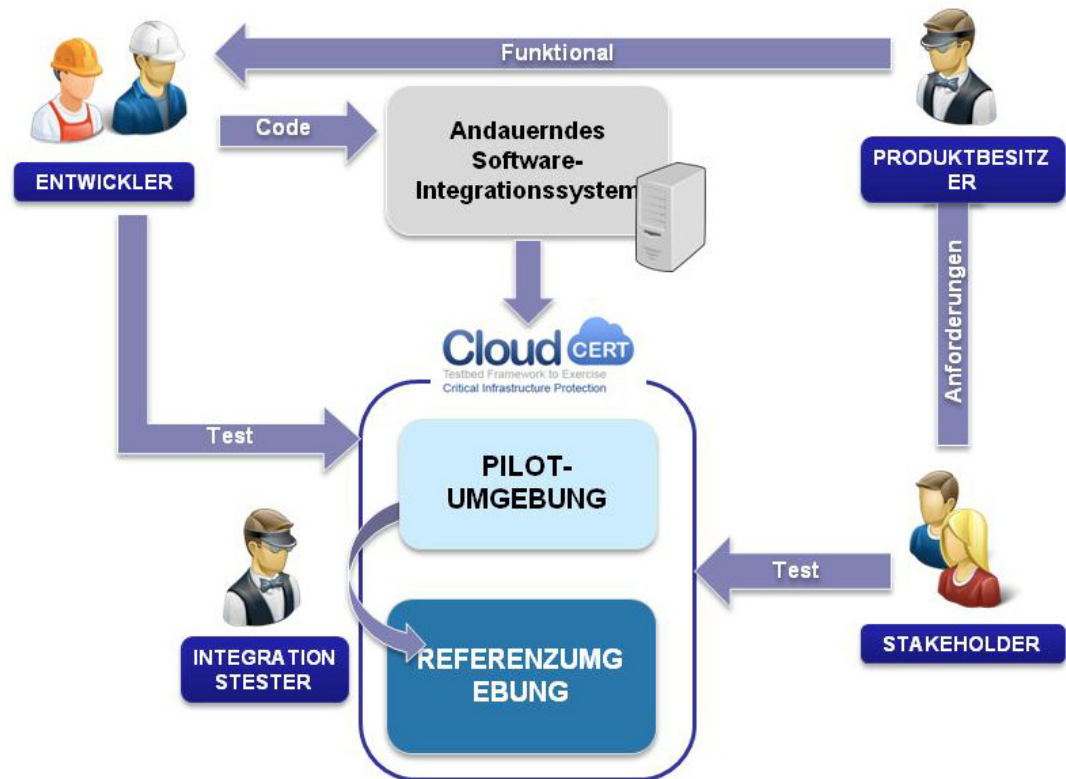 Funktional
Code
Andauerndes
Software-
Integrationssystem
ENTWICKLER
PRODUKTBESITZ
ER
Anforderungen
Cloud CERT
Testbed Framework to Exercise
Critical Infrastructure Protection
Test
PILOT-
UMGEBUNG
Test
INTEGRATION
STESTER
REFERENZUMG
EBUNG
STAKEHOLDER